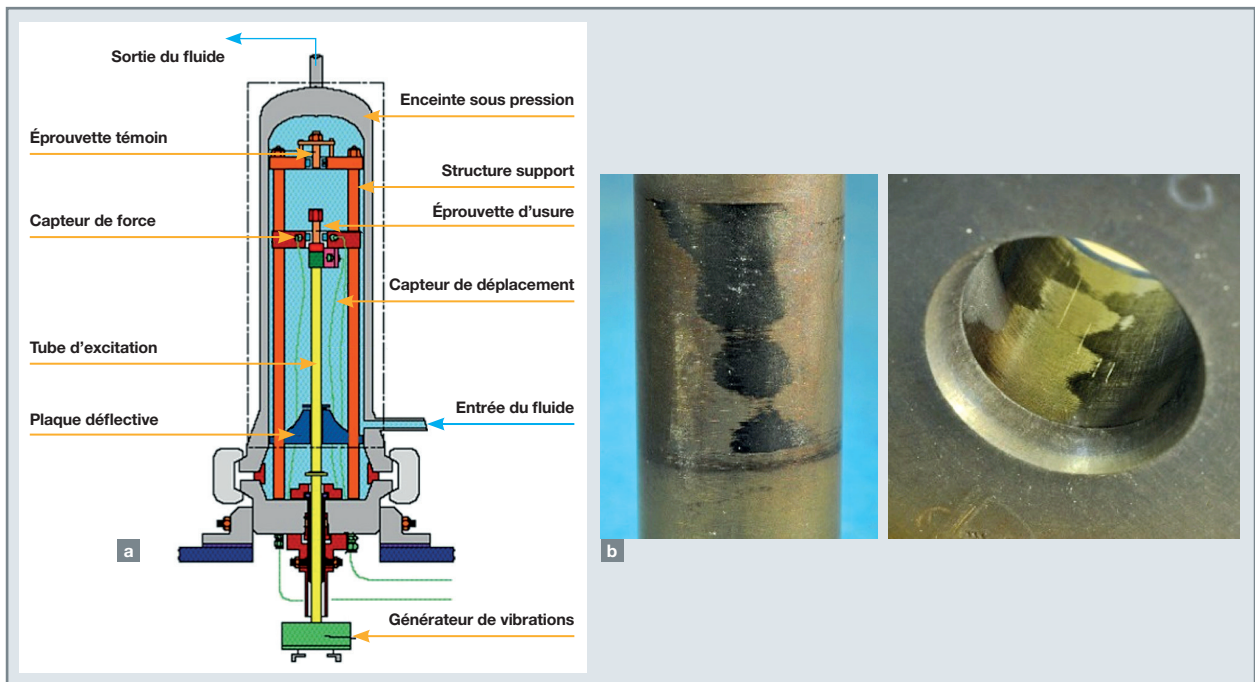 Sortie du fluide
Enceinte sous pression
Éprouvette témoin
Structure support
Capteur de force
Éprouvette d'usure
Capteur de déplacement
Tube d'excitation
Plaque déflective
Entrée du fluide
a
b
Générateur de vibrations